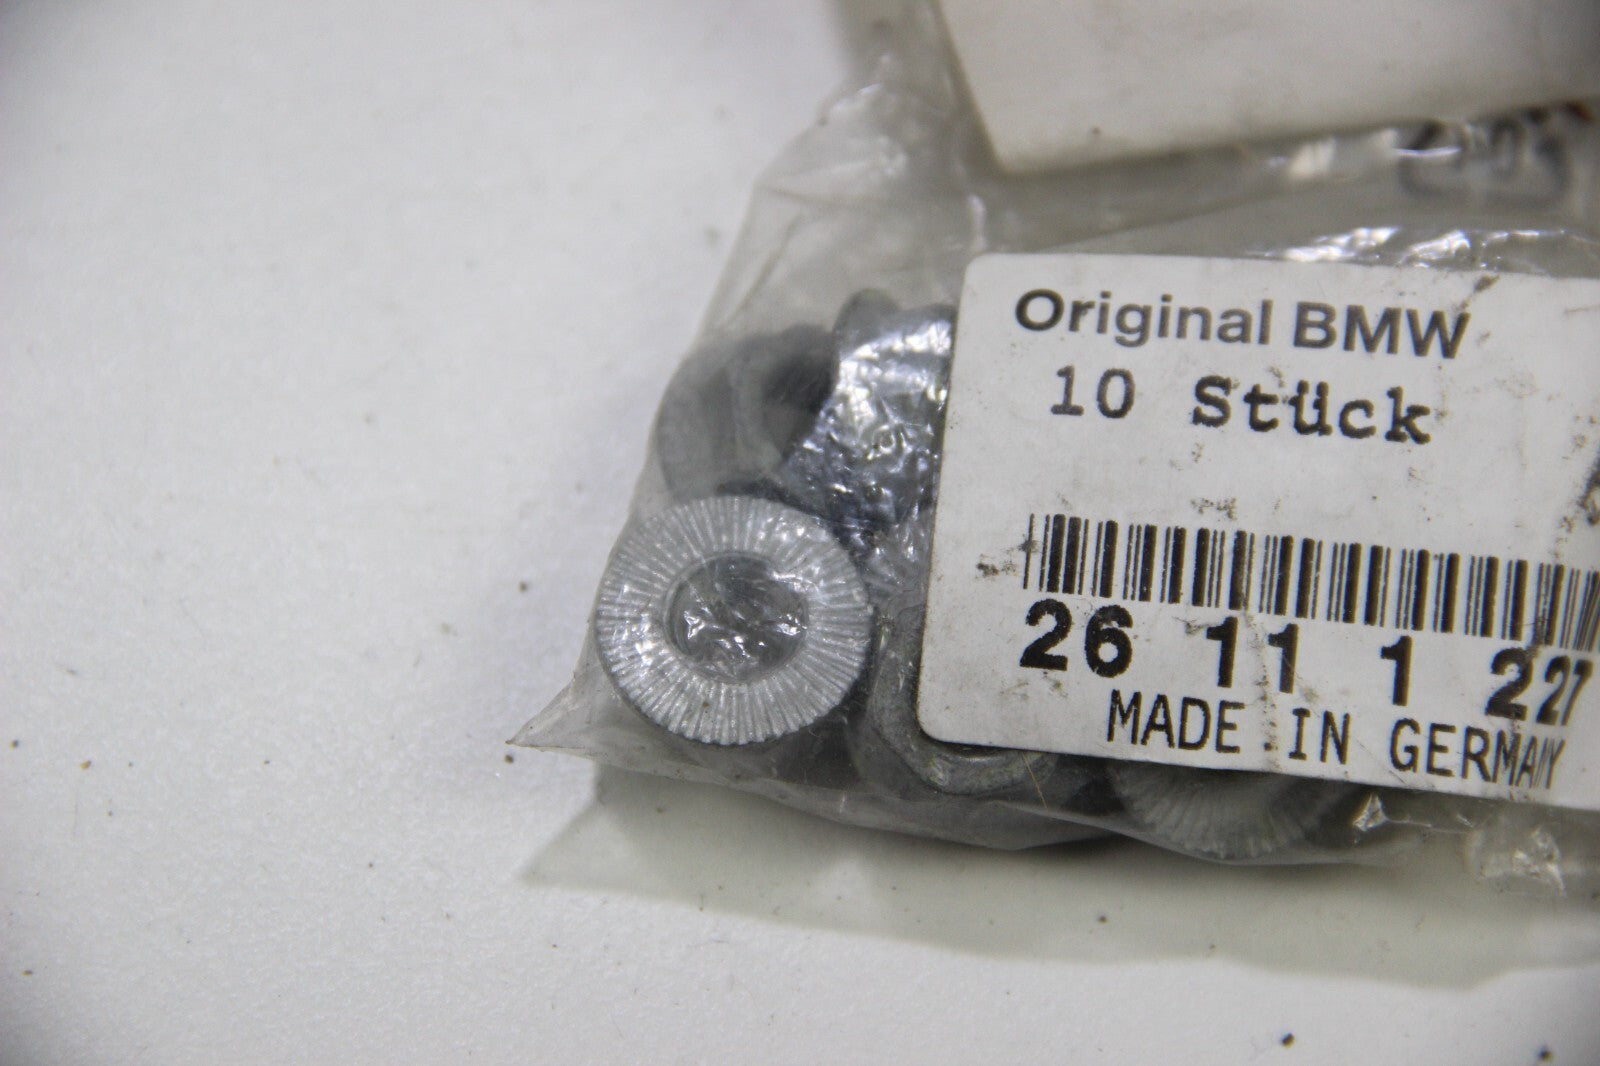 Original BMW
10 Stück
26 11 1 227
MADE IN GERMANY